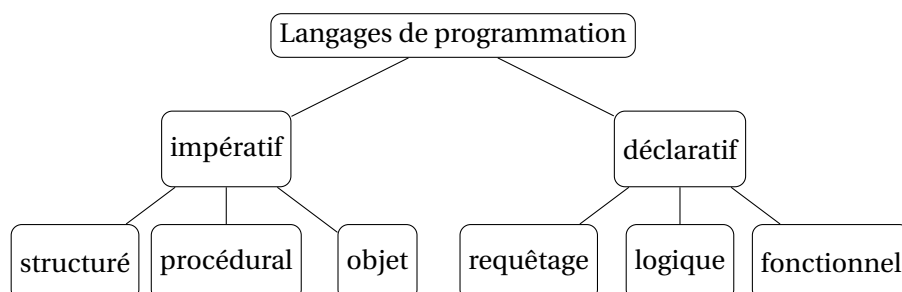 Langages de programmation
impératif
déclaratif
structuré
procédural
objet
requêtage
logique
fonctionnel